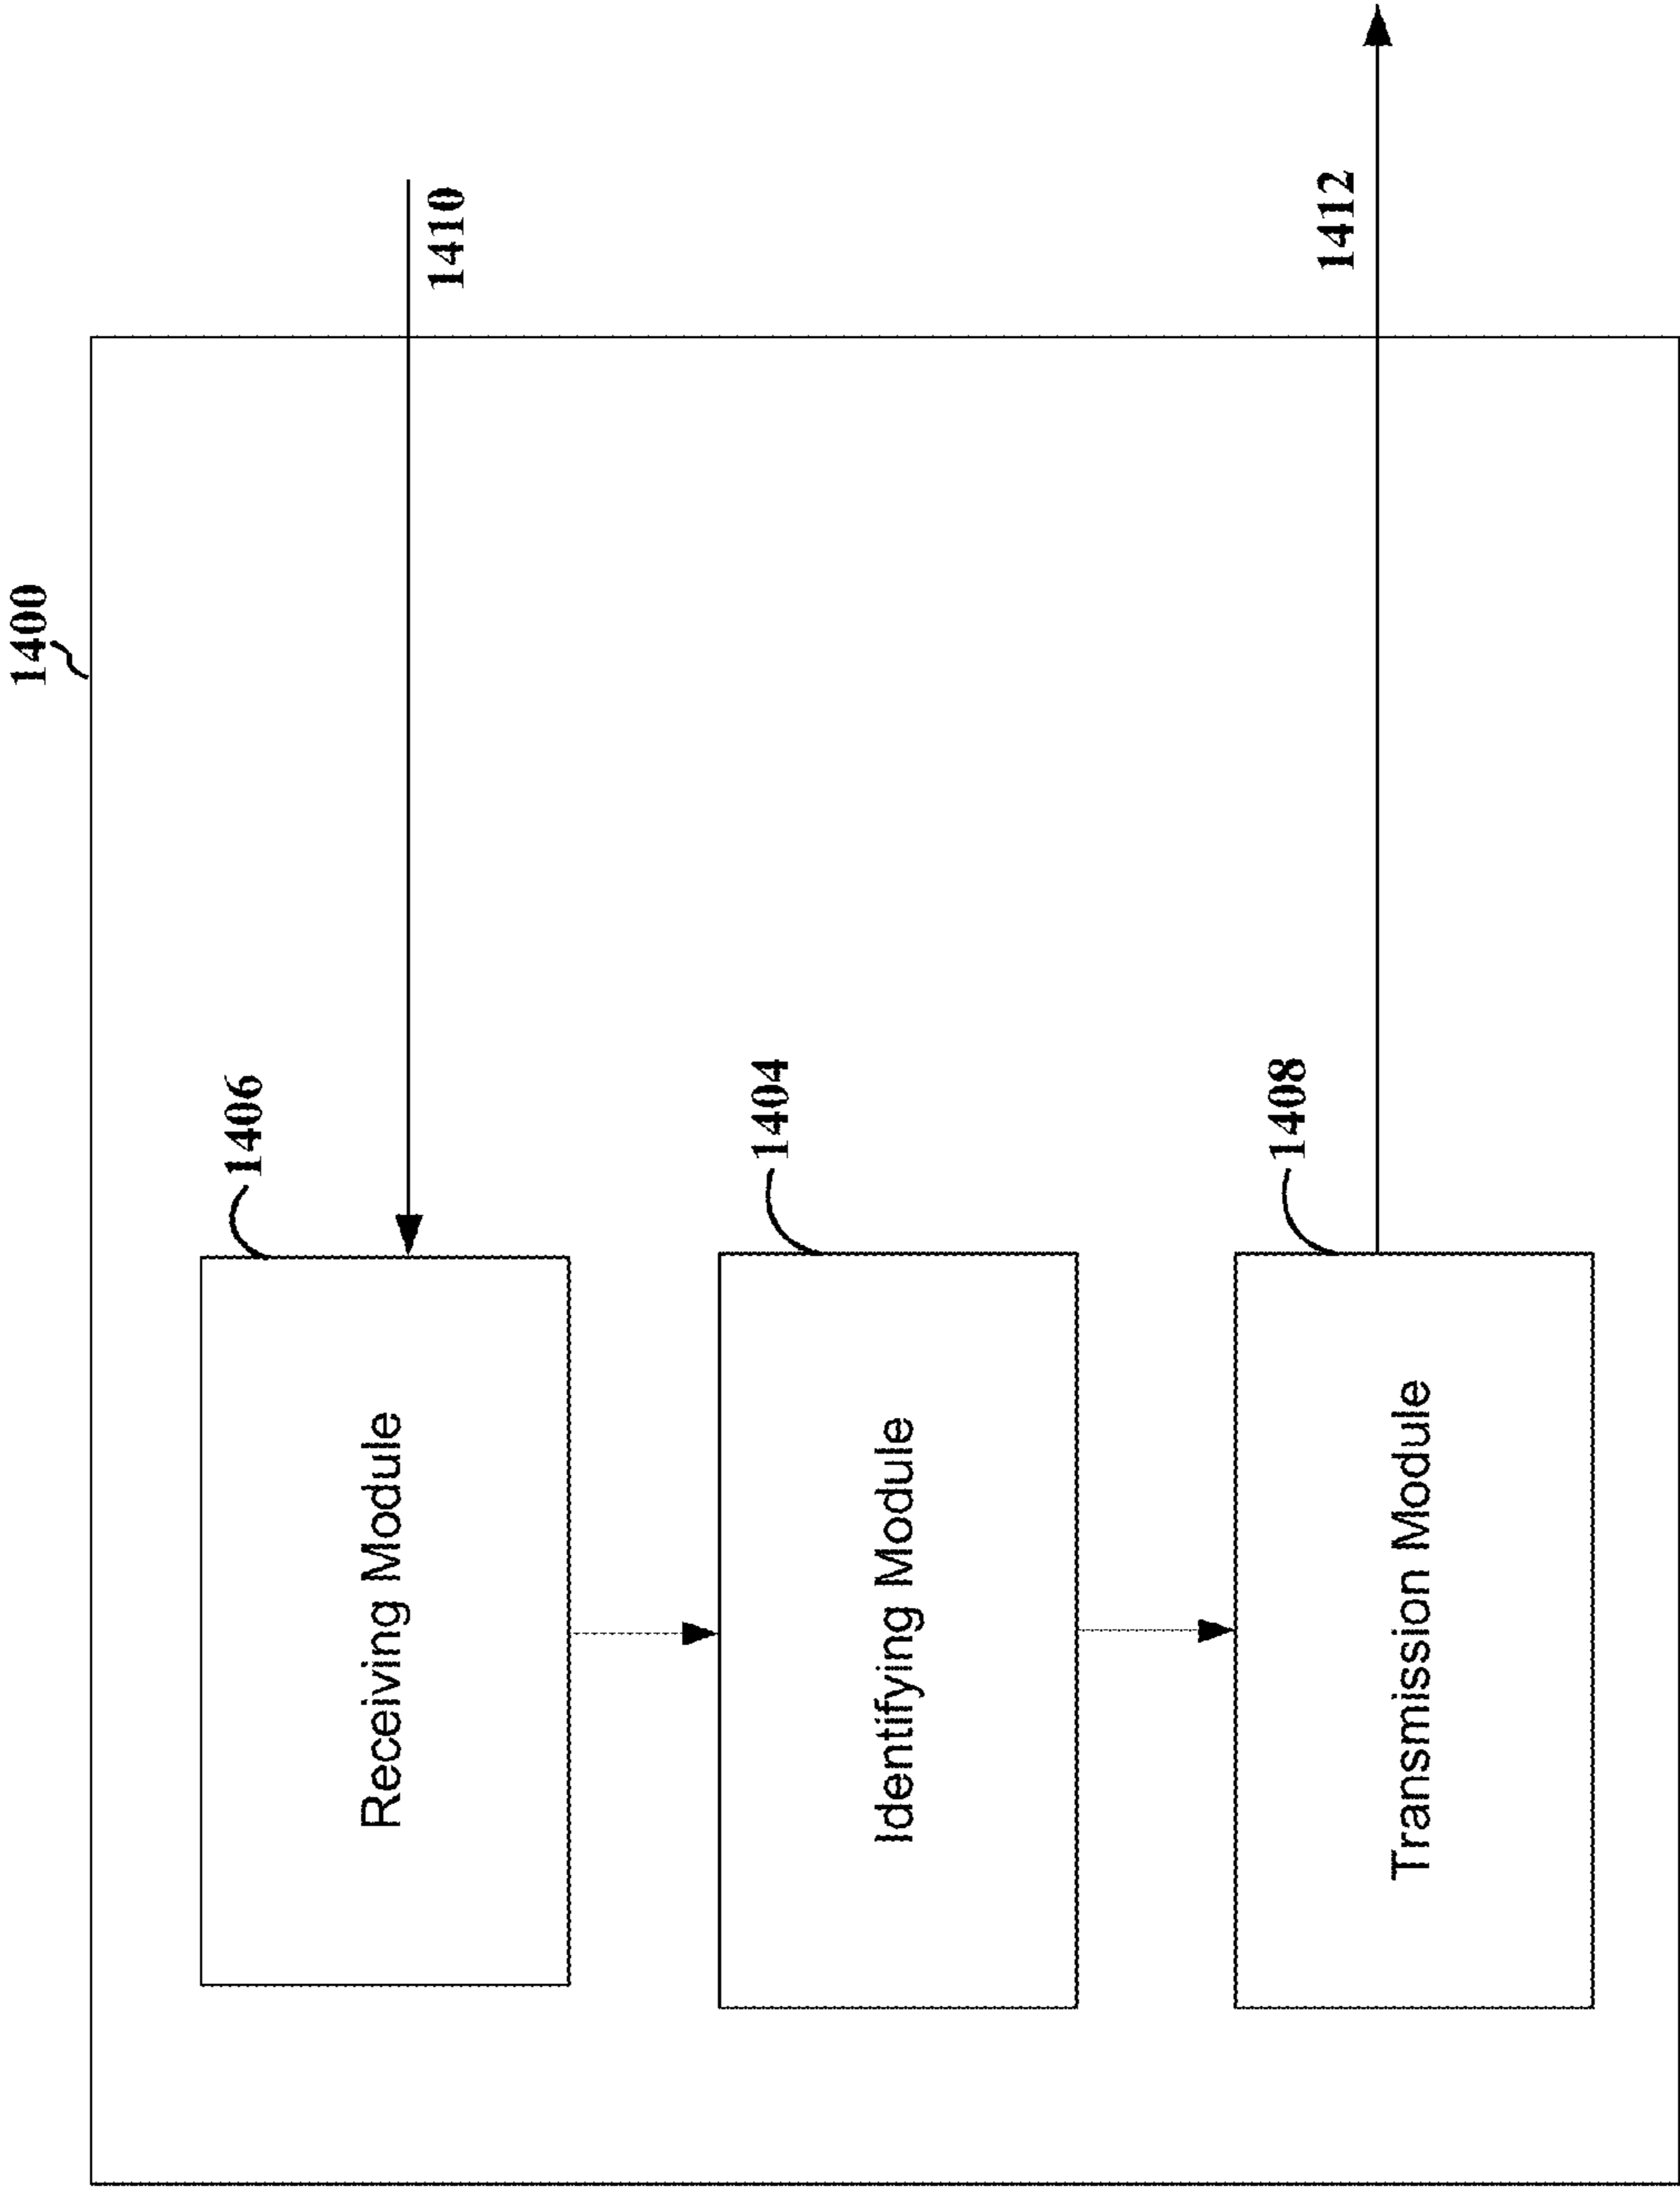 1400
1406
Receiving Module
1410
1404
Identifying Module
1408
Transmission Module
1412